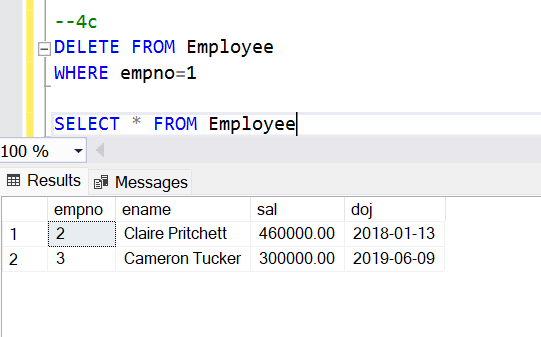 --4c
DELETE FROM Employee
WHERE empno=1
SELECT * FROM Employee
100 %
Results Messages
empno ename sal doj
1 2 Claire Pritchett 460000.00 2018-01-13
2 3 Cameron Tucker 300000.00 2019-06-09